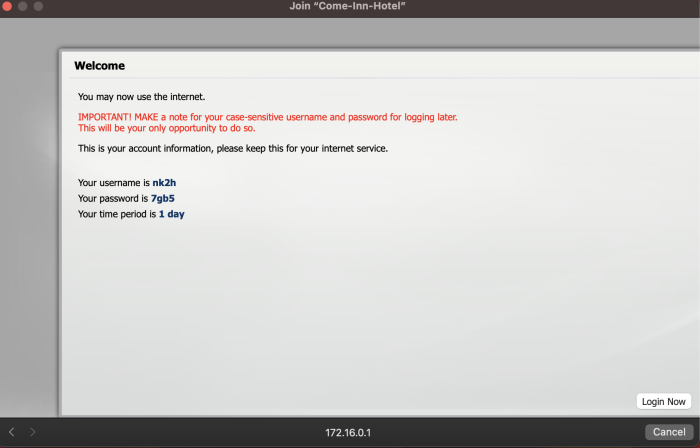 Join “Come-Inn-Hotel”
Welcome
You may now use the internet.
IMPORTANT! MAKE a note for your case-sensitive username and password for logging later.
This will be your only opportunity to do so.
This is your account information, please keep this for your internet service.
Your username is nk2h
Your password is 7gb5
Your time period is 1 day
Login Now
172.16.0.1
Cancel